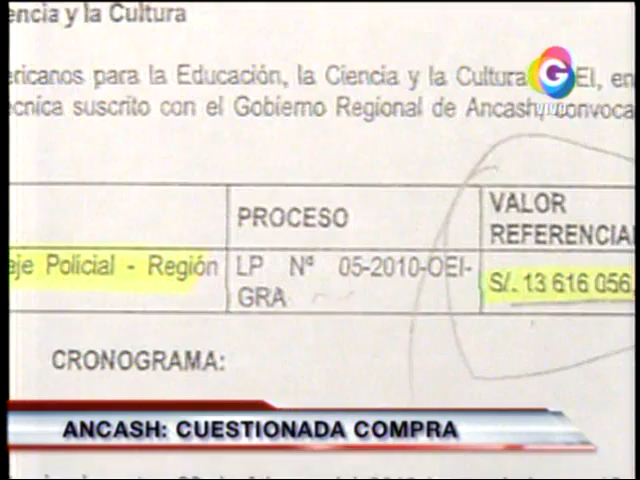 encia y la Cultura
ericanos para la Educación, la Ciencia y la Cultura EI, en
écnica suscrito con el Gobierno Regional de Ancash, convoca
G
PROCESO
VALOR
REFERENCIAL
aje Policial - Región
LP Nº 05-2010-OEI-
GRA
S/. 13 616 056.
CRONOGRAMA:
ANCASH: CUESTIONADA COMPRA